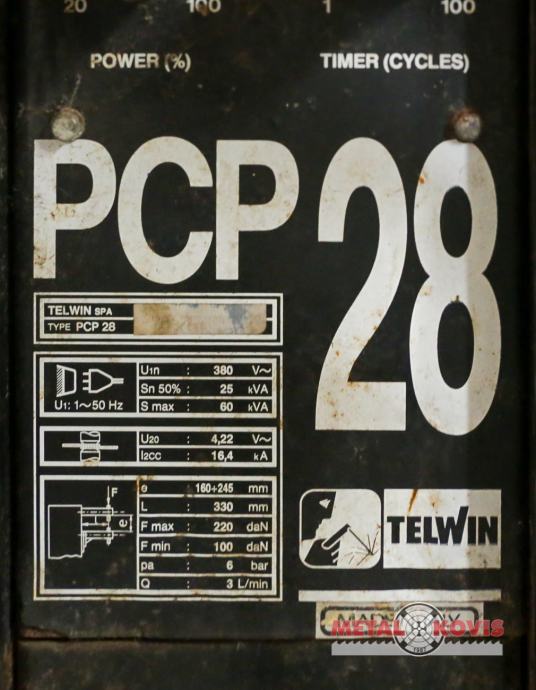 20 100 1 100
POWER (%) TIMER (CYCLES)
PCP 28
TELWIN SPA
TYPE PCP 28
U1n : 380 V~
Sn 50% : 25 kVA
S max : 60 kVA
U1: 1~50 Hz
U20 : 4,22 V~
I2CC : 16,4 kA
e 160÷245 mm
L : 330 mm
F max : 220 daN
F min : 100 daN
pa : 6 bar
Q : 3 L/min
F
L
e
TELWIN
METAL KOVIS